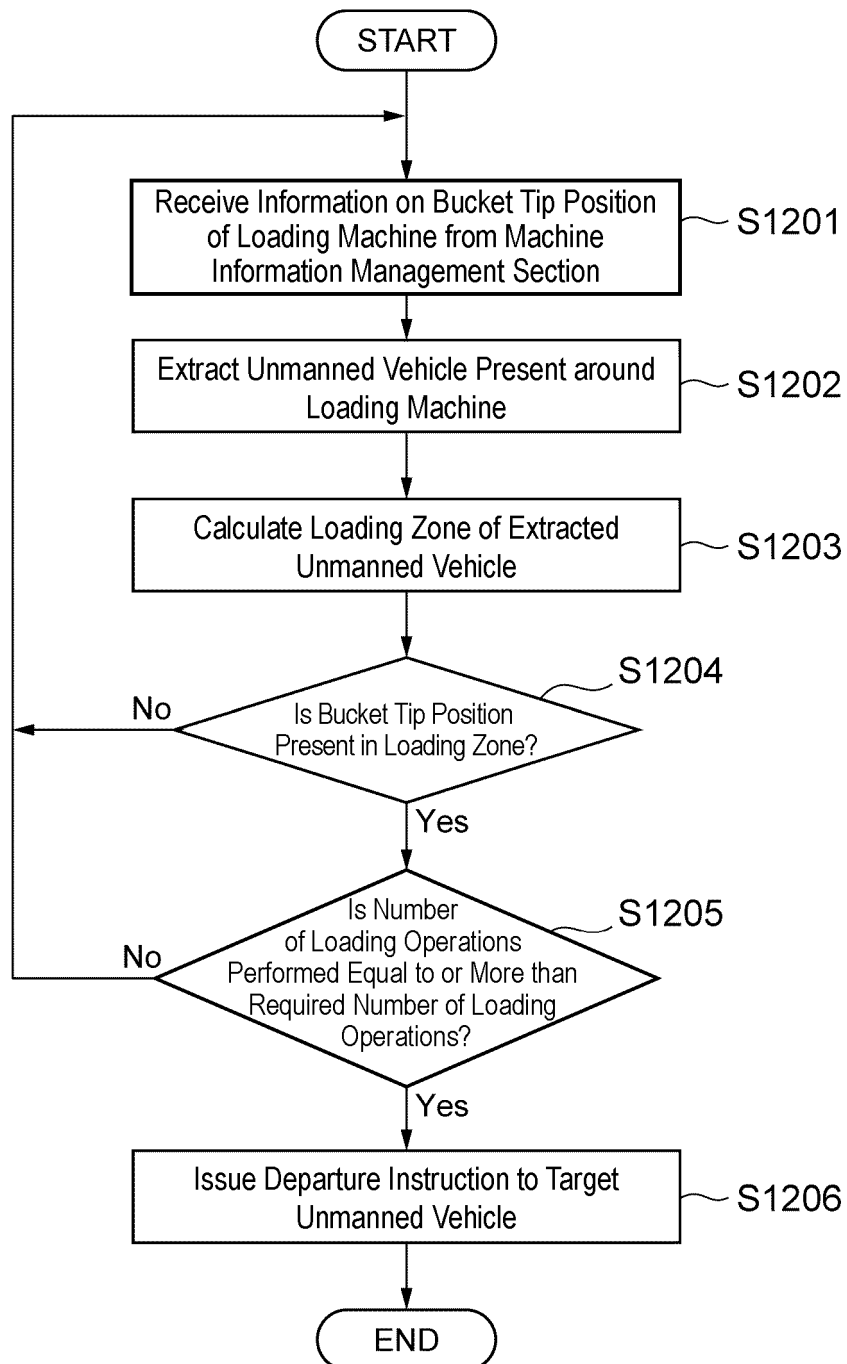 START
Receive Information on Bucket Tip Position
of Loading Machine from Machine
Information Management Section
S1201
Extract Unmanned Vehicle Present around
Loading Machine
S1202
Calculate Loading Zone of Extracted
Unmanned Vehicle
S1203
S1204
No
Is Bucket Tip Position
Present in Loading Zone?
Yes
S1205
No
Is Number
of Loading Operations
Performed Equal to or More than
Required Number of Loading
Operations?
Yes
Issue Departure Instruction to Target
Unmanned Vehicle
S1206
END